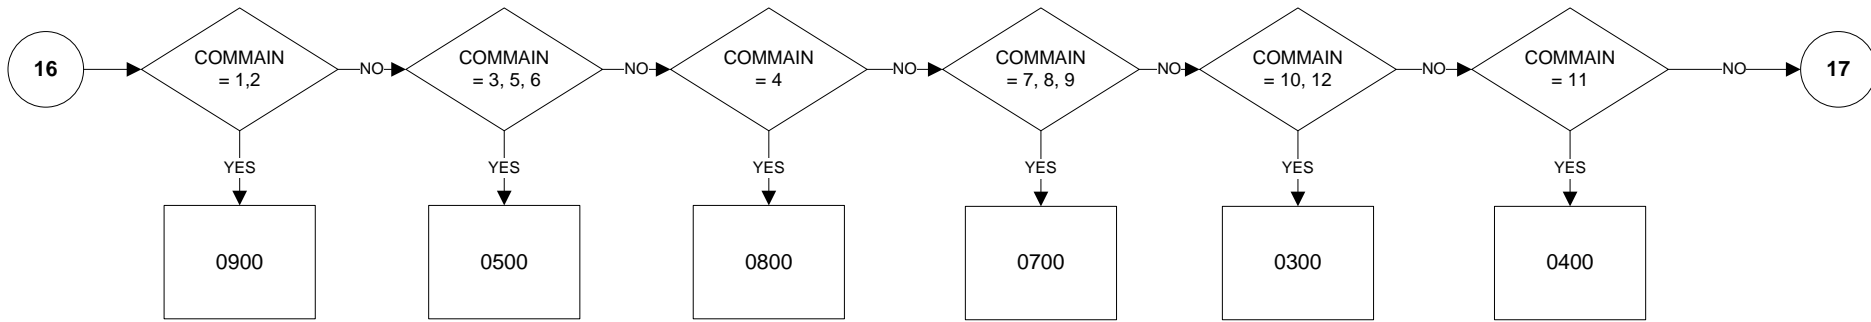 16
COMMAIN
= 1,2
NO
COMMAIN
= 3, 5, 6
NO
COMMAIN
= 4
NO
COMMAIN
= 7, 8, 9
NO
COMMAIN
= 10, 12
NO
COMMAIN
= 11
NO
17
YES
YES
YES
YES
YES
YES
0900
0500
0800
0700
0300
0400